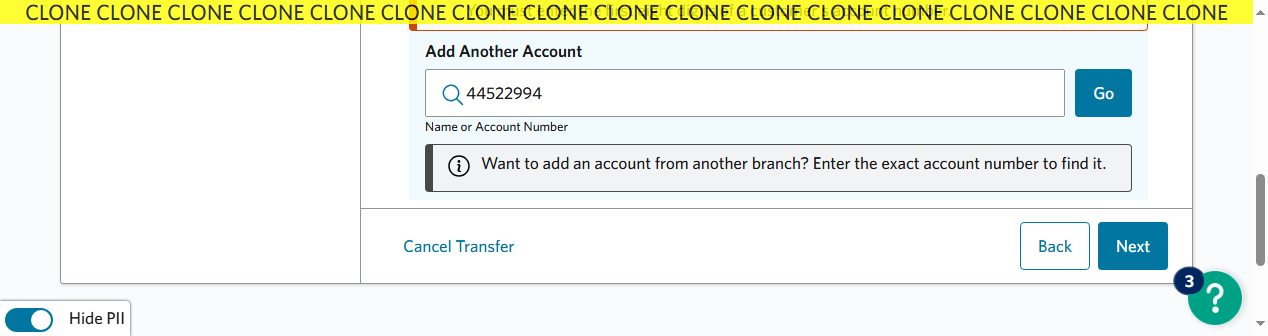 CLONE CLONE CLONE CLONE CLONE CLONE CLONE CLONE CLONE CLONE CLONE CLONE CLONE CLONE CLONE CLONE CLONE
Add Another Account
44522994
Go
Name or Account Number
Want to add an account from another branch? Enter the exact account number to find it.
Cancel Transfer
Back
Next
3
?
Hide PII